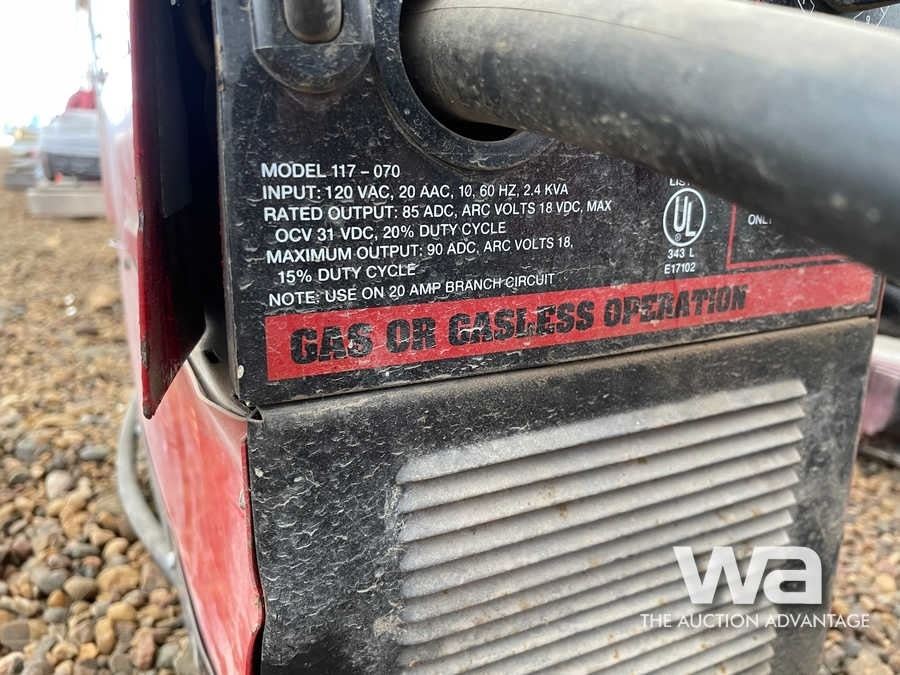 MODEL 117-070
INPUT: 120 VAC, 20 AAC, 10, 60 HZ, 2.4 KVA
RATED OUTPUT: 85 ADC, ARC VOLTS 18 VDC, MAX
OCV 31 VDC, 20% DUTY CYCLE
MAXIMUM OUTPUT: 90 ADC, ARC VOLTS 18,
15% DUTY CYCLE
NOTE: USE ON 20 AMP BRANCH CIRCUIT
UL
®
343 L
E17102
GAS OR GASLESS OPERATION
wa
THE AUCTION ADVANTAGE